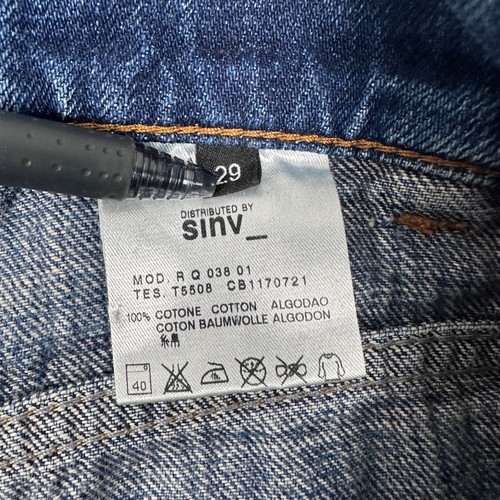 29
DISTRIBUTED BY
sinv_
MOD. R Q 038 01
TES. T5508 CB1170721
100% COTONE COTTON ALGODAO
COTON BAUMWOLLE ALGODON
40